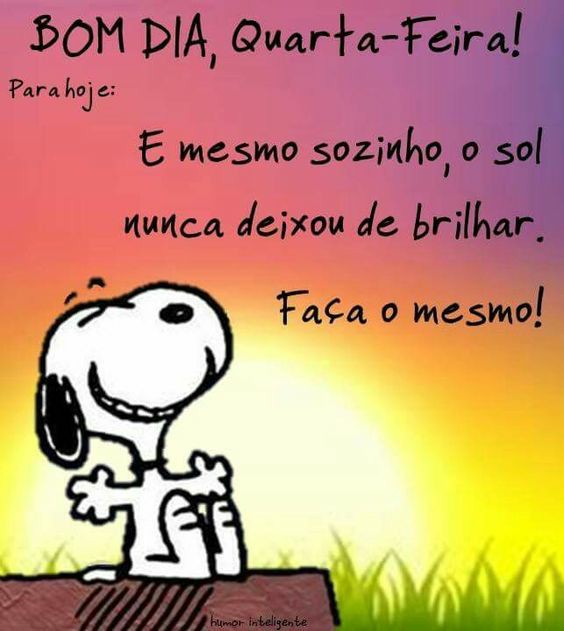 BOM DIA, Quarta-Feira!
Para hoje:
E mesmo sozinho, o sol
nunca deixou de brilhar.
Faça o mesmo!
humor inteligente